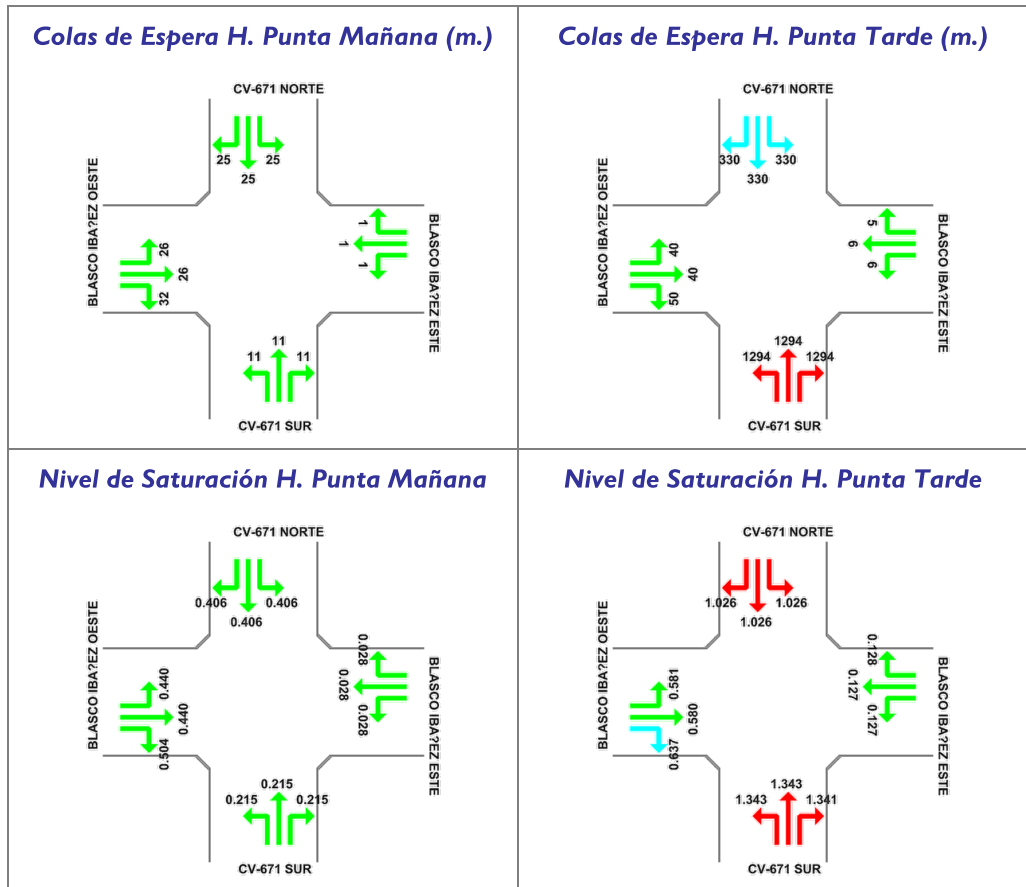 Colas de Espera H. Punta Mañana (m.)
CV-671 NORTE
25
25
25
BLASCO IBA?EZ OESTE
26
26
32
1
1
1
BLASCO IBA?EZ ESTE
11
11
11
CV-671 SUR
Colas de Espera H. Punta Tarde (m.)
CV-671 NORTE
330
330
330
BLASCO IBA?EZ OESTE
40
40
50
5
6
6
BLASCO IBA?EZ ESTE
1294
1294
1294
CV-671 SUR
Nivel de Saturación H. Punta Mañana
CV-671 NORTE
0.406
0.406
0.406
BLASCO IBA?EZ OESTE
0.440
0.440
0.504
0.028
0.028
0.028
BLASCO IBA?EZ ESTE
0.215
0.215
0.215
CV-671 SUR
Nivel de Saturación H. Punta Tarde
CV-671 NORTE
1.026
1.026
1.026
BLASCO IBA?EZ OESTE
0.581
0.580
0.637
0.128
0.127
0.127
BLASCO IBA?EZ ESTE
1.343
1.343
1.341
CV-671 SUR